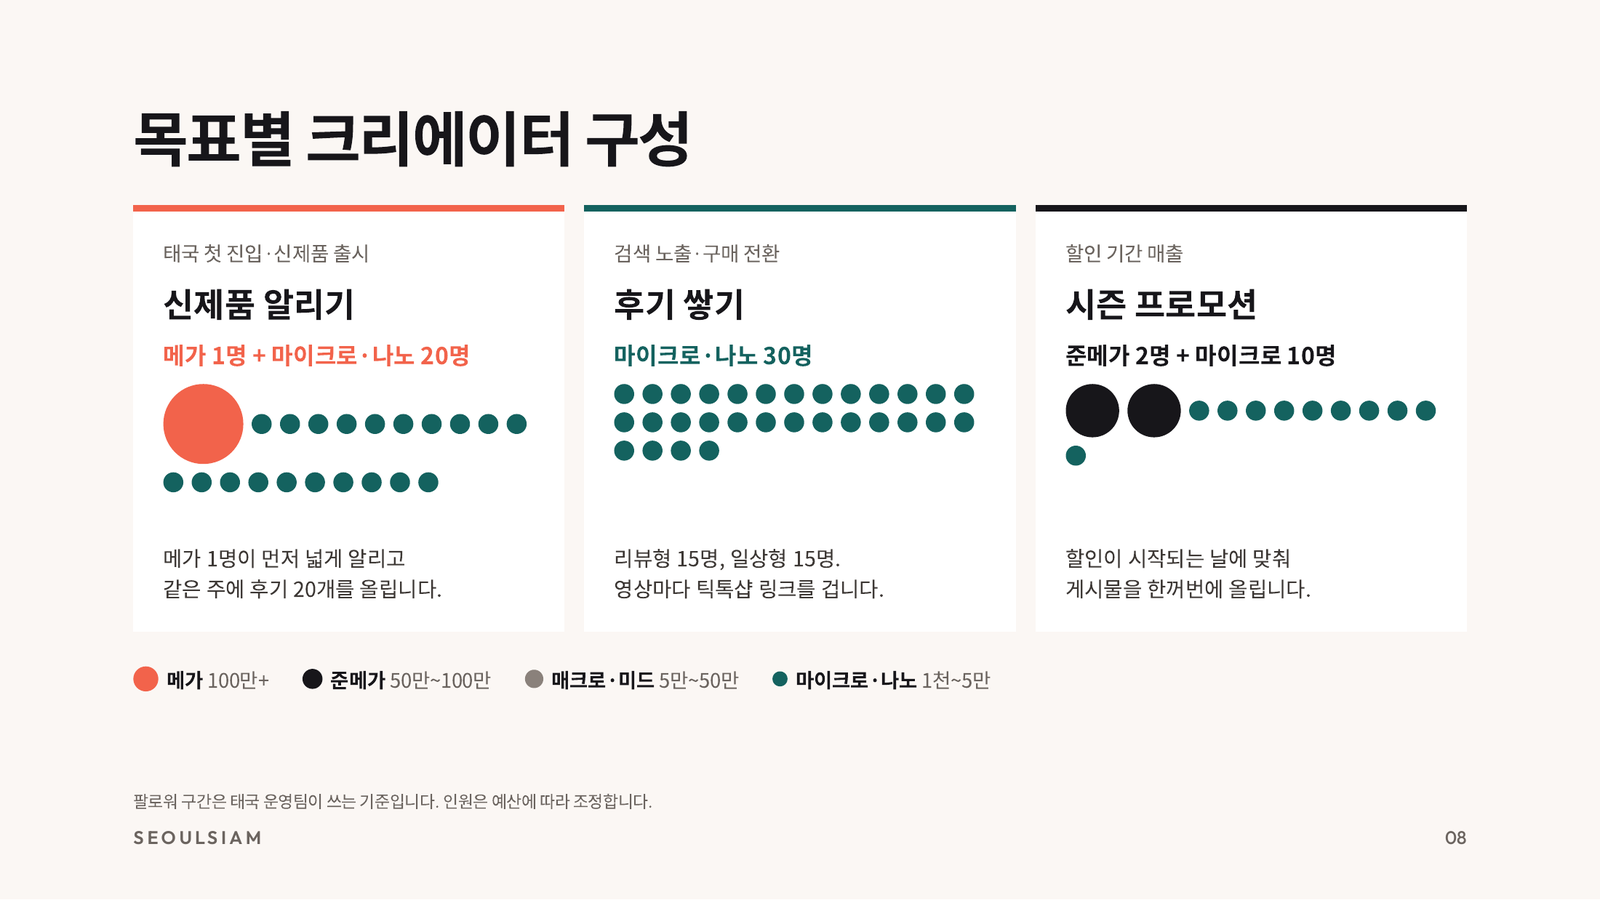 목표별 크리에이터 구성
태국 첫 진입·신제품 출시
신제품 알리기
메가 1명 + 마이크로·나노 20명
메가 1명이 먼저 넓게 알리고
같은 주에 후기 20개를 올립니다.
검색 노출·구매 전환
후기 쌓기
마이크로·나노 30명
리뷰형 15명, 일상형 15명.
영상마다 틱톡샵 링크를 겁니다.
할인 기간 매출
시즌 프로모션
준메가 2명 + 마이크로 10명
할인이 시작되는 날에 맞춰
게시물을 한꺼번에 올립니다.
메가 100만+
준메가 50만~100만
매크로·미드 5만~50만
마이크로·나노 1천~5만
팔로워 구간은 태국 운영팀이 쓰는 기준입니다. 인원은 예산에 따라 조정합니다.
SEOULSIAM
08